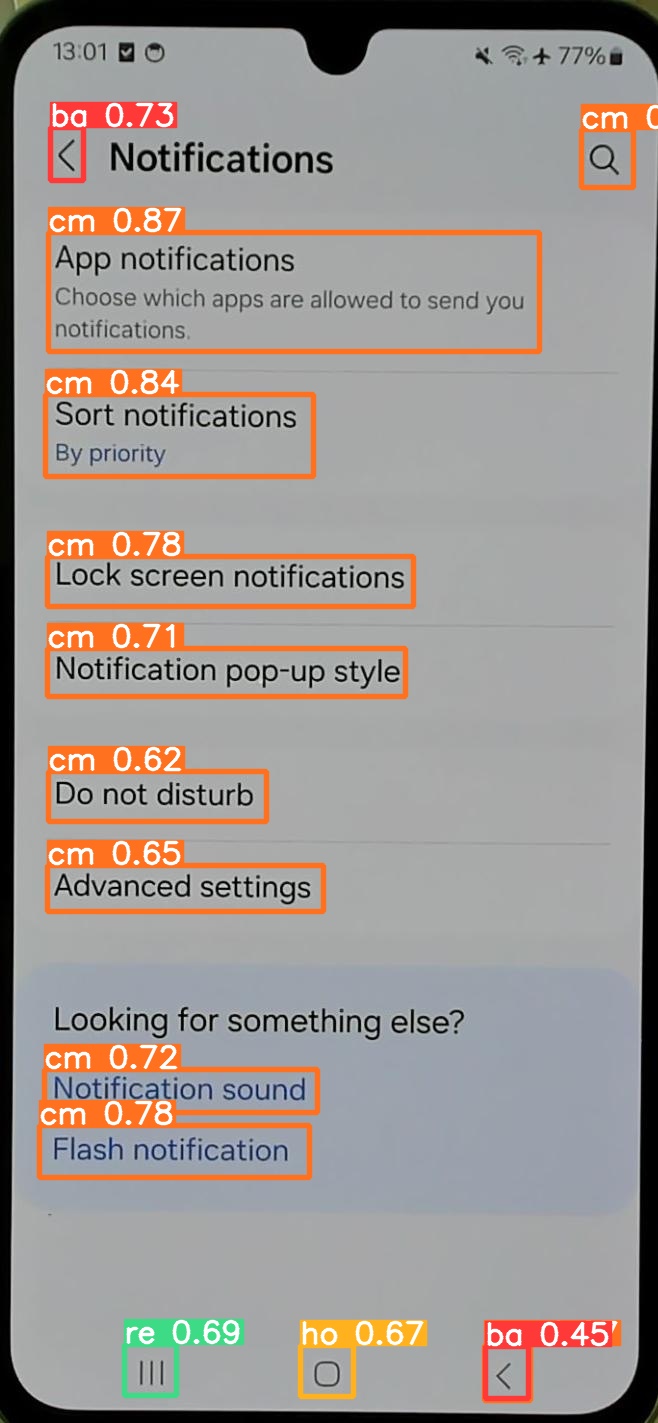 13:01 77%
ba 0.73
cm 0
Notifications
cm 0.87
App notifications
Choose which apps are allowed to send you
notifications.
cm 0.84
Sort notifications
By priority
cm 0.78
Lock screen notifications
cm 0.71
Notification pop-up style
cm 0.62
Do not disturb
cm 0.65
Advanced settings
Looking for something else?
cm 0.72
Notification sound
cm 0.78
Flash notification
re 0.69 ho 0.67 ba 0.45